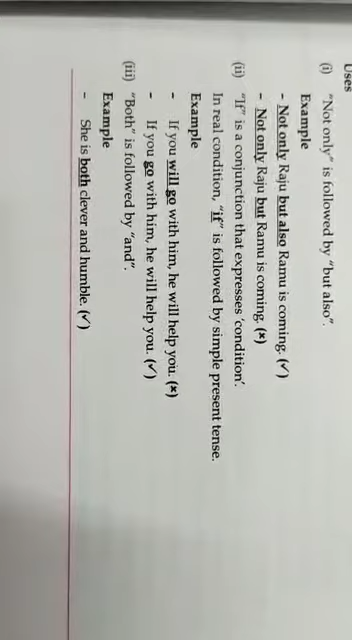 Uses
(i) "Not only" is followed by "but also".
Example
- Not only Raju but also Ramu is coming. (✓)
- Not only Raju but Ramu is coming. (×)
(ii) "If" is a conjunction that expresses 'condition'.
In real condition, "if" is followed by simple present tense.
Example
- If you will go with him, he will help you. (×)
- If you go with him, he will help you. (✓)
(iii) "Both" is followed by "and".
Example
- She is both clever and humble. (✓)